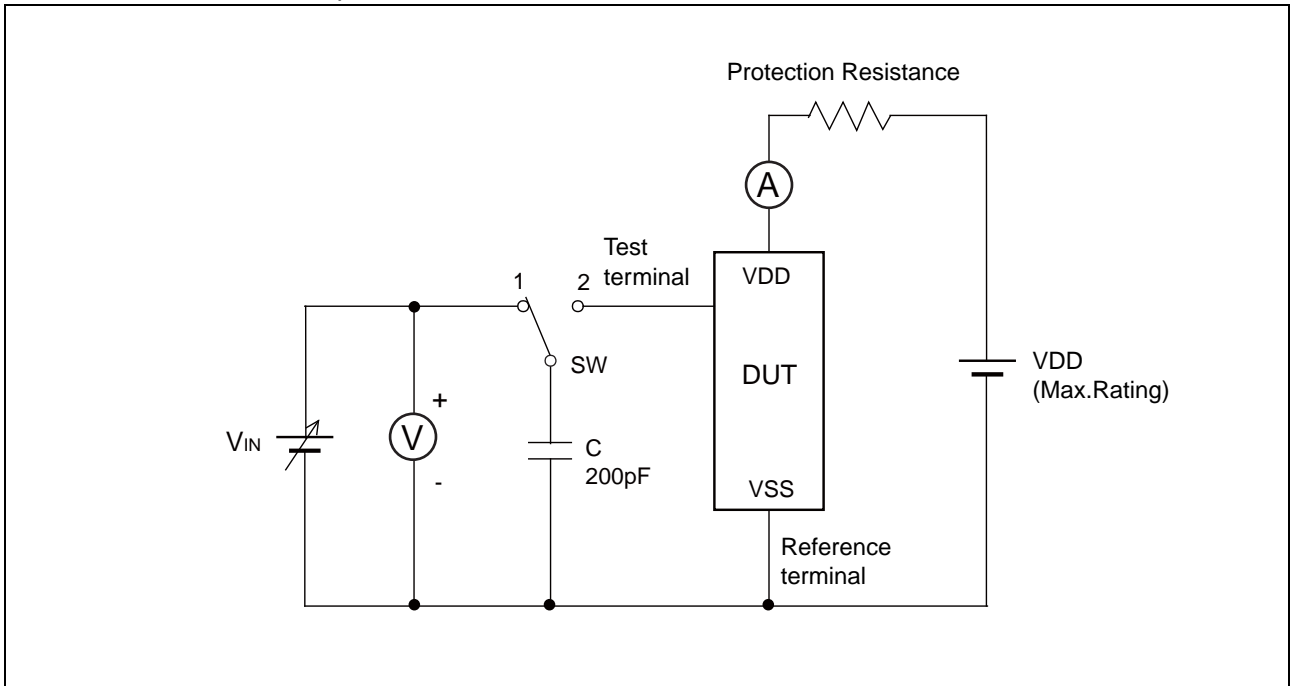 Protection Resistance
A
Test
terminal
1
2
VDD
SW
DUT
VDD
(Max.Rating)
+
VIN
V
C
200pF
-
VSS
Reference
terminal